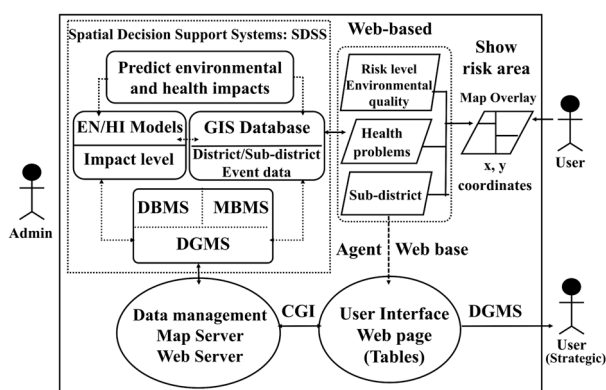 Spatial Decision Support Systems: SDSS
Predict environmental
and health impacts
EN/HI Models
Impact level
GIS Database
District/Sub-district
Event data
DBMS
MBMS
DGMS
Admin
Web-based
Risk level
Environmental
quality
Health
problems
Sub-district
Show
risk area
Map Overlay
x, y
coordinates
User
Agent
Web base
Data management
Map Server
Web Server
CGI
User Interface
Web page
(Tables)
DGMS
User
(Strategic)